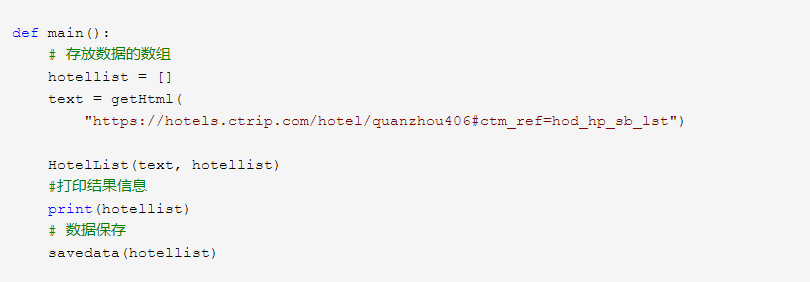 def main():
    # 存放数据的数组
    hotellist = []
    text = getHtml(
        "https://hotels.ctrip.com/hotel/quanzhou406#ctm_ref=hod_hp_sb_lst")
    HotelList(text, hotellist)
    #打印结果信息
    print(hotellist)
    # 数据保存
    savedata(hotellist)